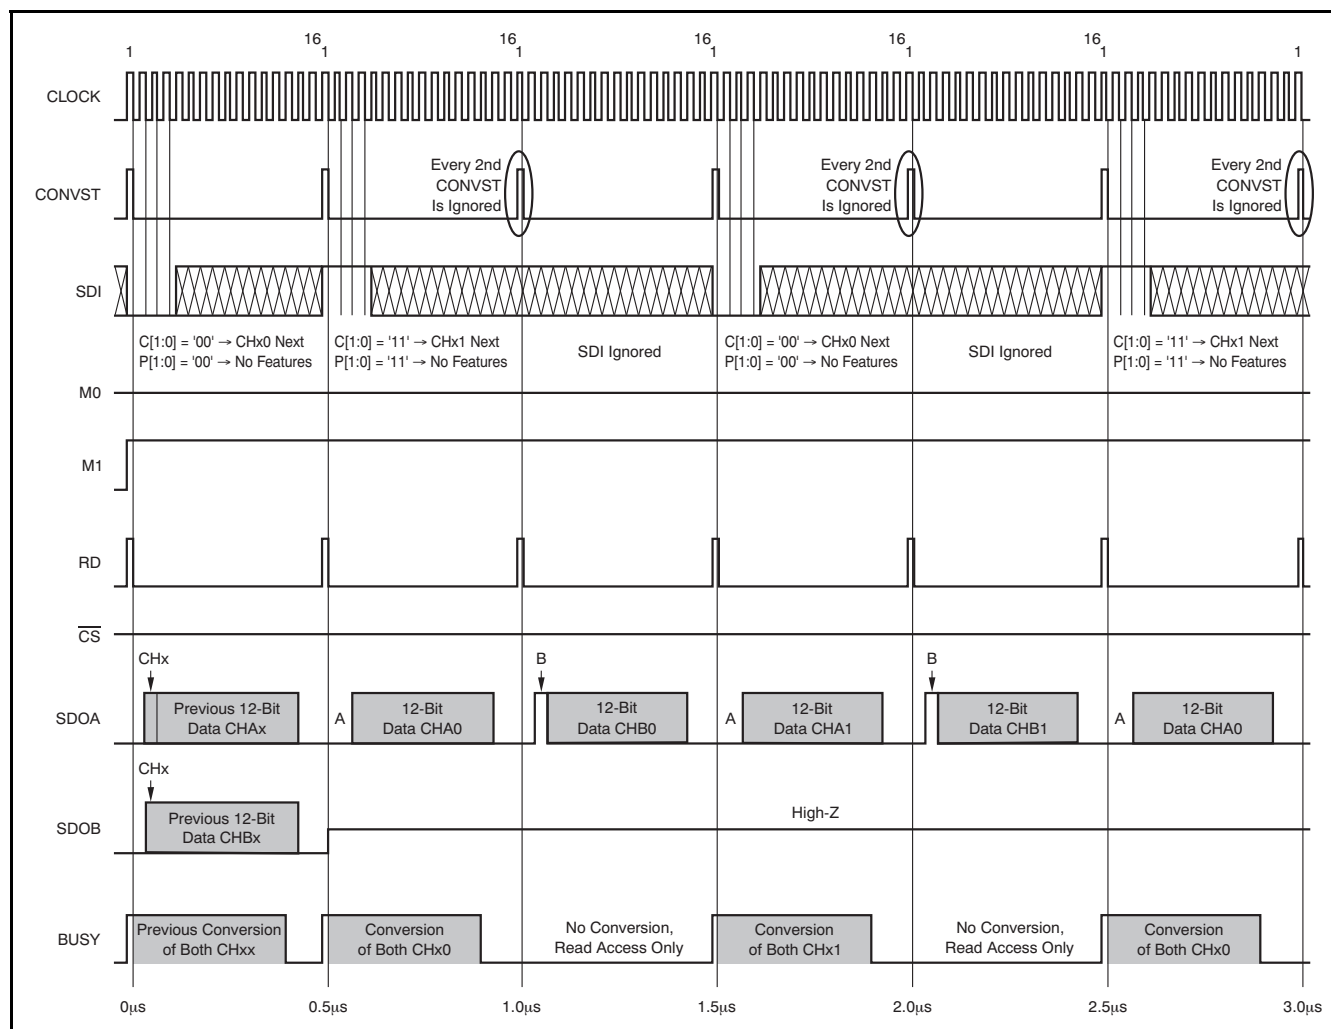 16 16 16 16 16
1 1 1 1 1 1 1
CLOCK
Every 2nd
CONVST
Is Ignored
Every 2nd
CONVST
Is Ignored
Every 2nd
CONVST
Is Ignored
CONVST
SDI
C[1:0] = '00' → CHx0 Next
P[1:0] = '00' → No Features
C[1:0] = '11' → CHx1 Next
P[1:0] = '11' → No Features
SDI Ignored
C[1:0] = '00' → CHx0 Next
P[1:0] = '00' → No Features
SDI Ignored
C[1:0] = '11' → CHx1 Next
P[1:0] = '11' → No Features
M0
M1
RD
CS
CHx
B
B
SDOA
Previous 12-Bit
Data CHAx
A
12-Bit
Data CHA0
12-Bit
Data CHB0
A
12-Bit
Data CHA1
12-Bit
Data CHB1
A
12-Bit
Data CHA0
CHx
SDOB
Previous 12-Bit
Data CHBx
High-Z
BUSY
Previous Conversion
of Both CHxx
Conversion
of Both CHx0
No Conversion,
Read Access Only
Conversion
of Both CHx1
No Conversion,
Read Access Only
Conversion
of Both CHx0
0μs 0.5μs 1.0μs 1.5μs 2.0μs 2.5μs 3.0μs